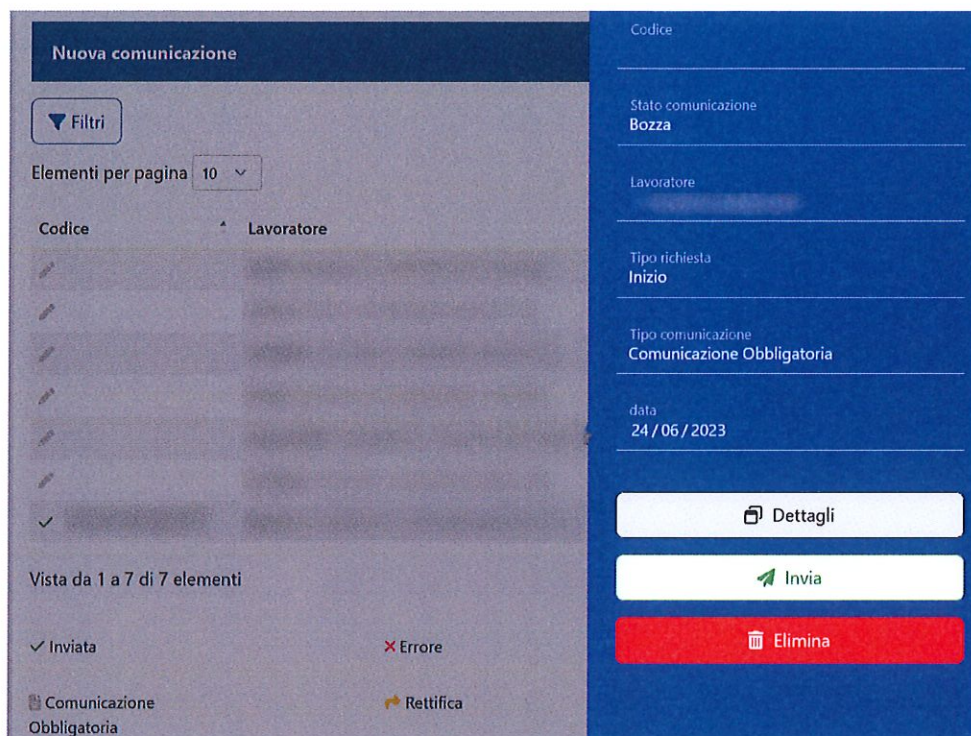 Nuova comunicazione
Filtri
Elementi per pagina 10
Codice Lavoratore
Vista da 1 a 7 di 7 elementi
Inviata Errore
Comunicazione Rettifica
Obbligatoria
Codice
Stato comunicazione
Bozza
Lavoratore
Tipo richiesta
Inizio
Tipo comunicazione
Comunicazione Obbligatoria
data
24/06/2023
Dettagli
Invia
Elimina